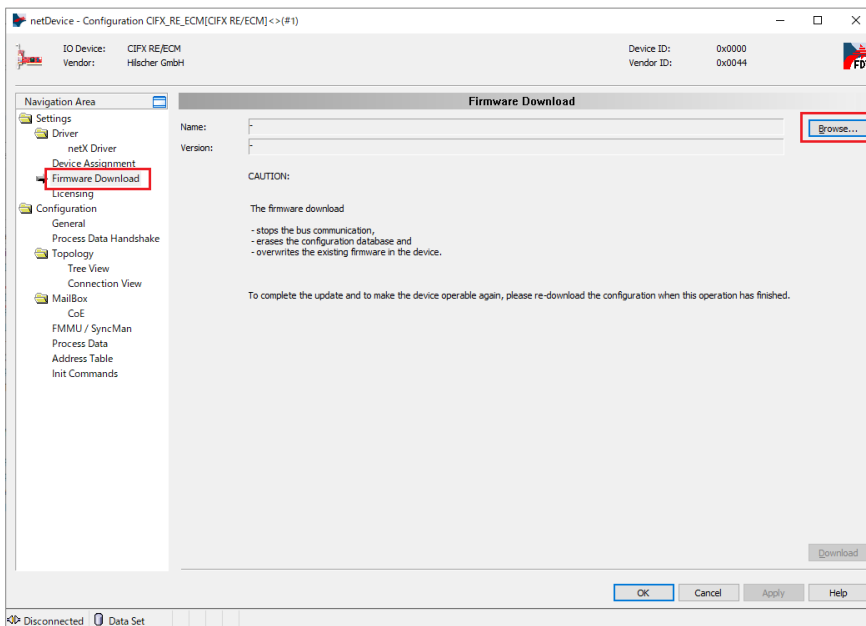 netDevice - Configuration CIFX_RE_ECM[CIFX RE/ECM]<>(#1)
IO Device: CIFX RE/ECM Device ID: 0x0000
Vendor: Hilscher GmbH Vendor ID: 0x0044
FDT
Navigation Area
Firmware Download
Settings
Driver
netX Driver
Device Assignment
Firmware Download
Licensing
Configuration
General
Process Data Handshake
Topology
Tree View
Connection View
MailBox
CoE
FMMU / SyncMan
Process Data
Address Table
Init Commands
Name: - Browse...
Version: -
CAUTION:
The firmware download
- stops the bus communication,
- erases the configuration database and
- overwrites the existing firmware in the device.
To complete the update and to make the device operable again, please re-download the configuration when this operation has finished.
Download
OK Cancel Apply Help
Disconnected Data Set